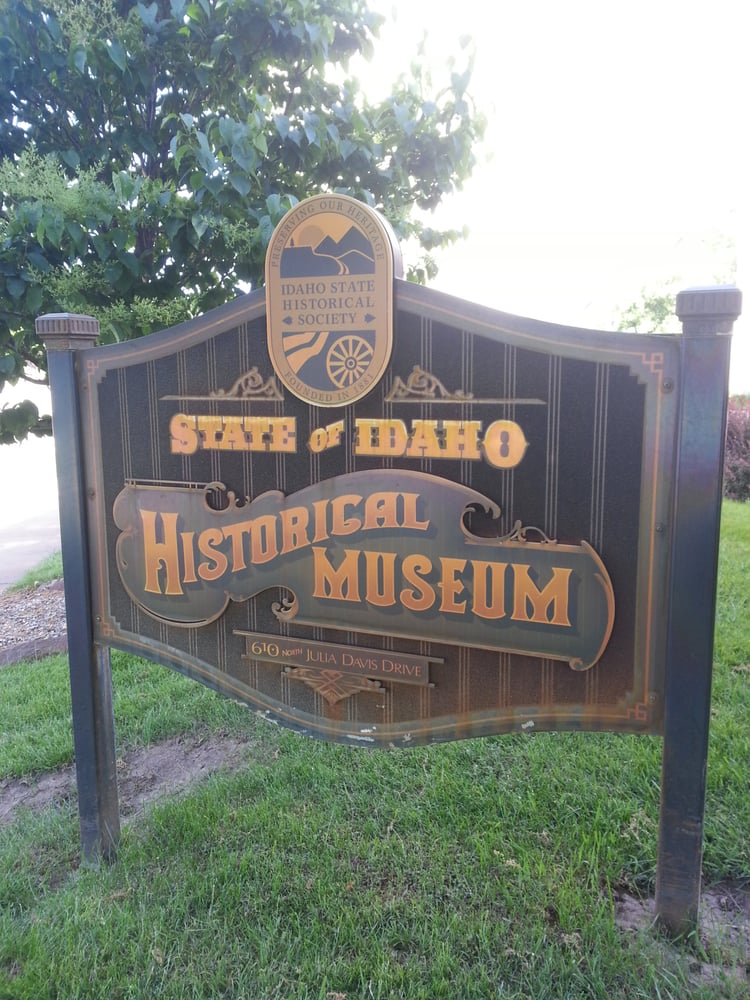 PRESERVING OUR HERITAGE
IDAHO STATE
HISTORICAL
SOCIETY
FOUNDED IN 1881
STATE OF IDAHO
HISTORICAL
MUSEUM
610 NORTH JULIA DAVIS DRIVE